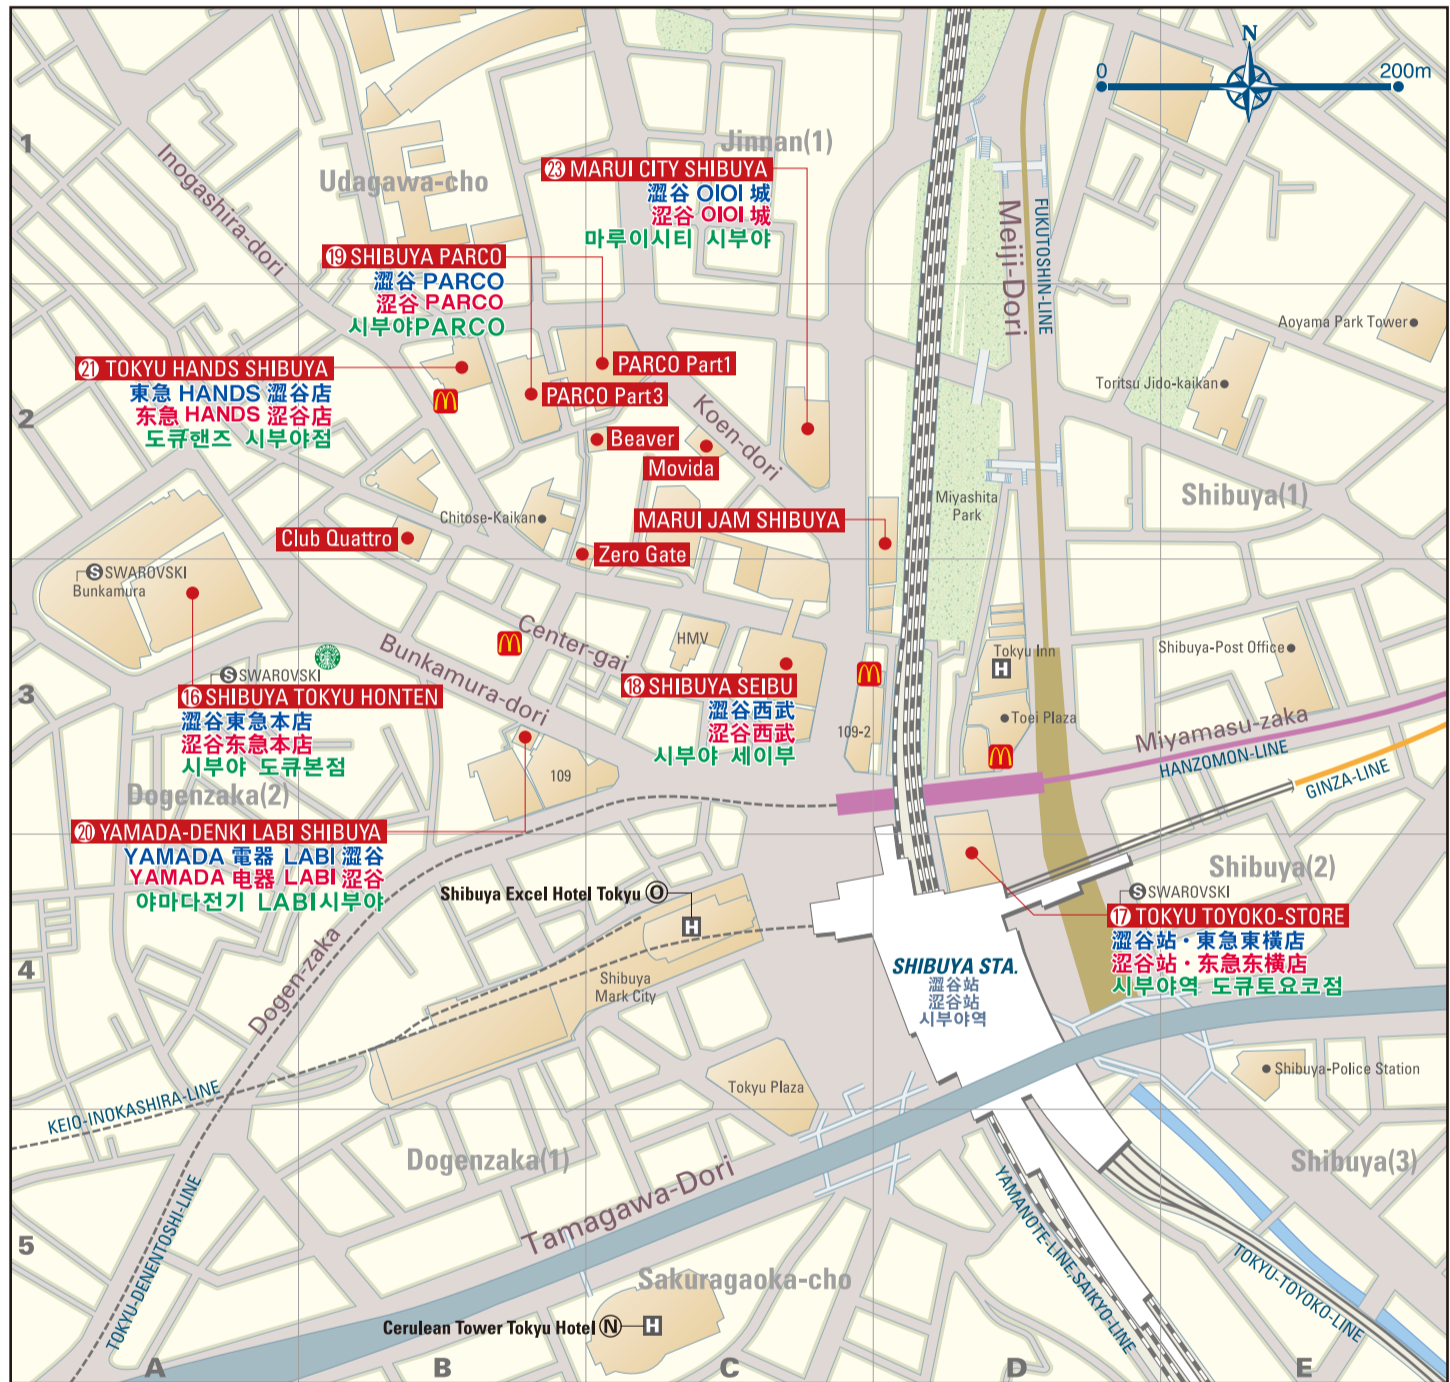 N
0
200m
1
Jinnan(1)
Inogashira-dori
Udagawa-cho
㉓ MARUI CITY SHIBUYA
澀谷 OIOI 城
涩谷 OIOI 城
마루이시티 시부야
Meiji-Dori
FUKUTOSHIN-LINE
⑲ SHIBUYA PARCO
澀谷 PARCO
涩谷 PARCO
시부야PARCO
Aoyama Park Tower
㉑ TOKYU HANDS SHIBUYA
東急 HANDS 澀谷店
东急 HANDS 涩谷店
도큐핸즈 시부야점
PARCO Part1
PARCO Part3
Toritsu Jido-kaikan
2
Koen-dori
Beaver
Movida
Miyashita
Park
Shibuya(1)
Chitose-Kaikan
MARUI JAM SHIBUYA
Club Quattro
Zero Gate
S SWAROVSKI
Bunkamura
Center-gai
HMV
Bunkamura-dori
Tokyu Inn
H
Shibuya-Post Office
3
S SWAROVSKI
⑯ SHIBUYA TOKYU HONTEN
澀谷東急本店
涩谷东急本店
시부야 도큐본점
⑱ SHIBUYA SEIBU
澀谷西武
涩谷西武
시부야 세이부
109-2
Toei Plaza
Miyamasu-zaka
HANZOMON-LINE
GINZA-LINE
109
Dogenzaka(2)
⑳ YAMADA-DENKI LABI SHIBUYA
YAMADA 電器 LABI 澀谷
YAMADA 电器 LABI 涩谷
야마다전기 LABI시부야
Shibuya(2)
Shibuya Excel Hotel Tokyu O
H
S SWAROVSKI
⑰ TOKYU TOYOKO-STORE
澀谷站・東急東橫店
涩谷站・东急东横店
시부야역 도큐토요코점
4
Dogen-zaka
Shibuya
Mark City
SHIBUYA STA.
澀谷站
涩谷站
시부야역
Tokyu Plaza
Shibuya-Police Station
KEIO-INOKASHIRA-LINE
Dogenzaka(1)
Shibuya(3)
Tamagawa-Dori
TOKYU-DENENTOSHI-LINE
YAMANOTE-LINE,SAIKYO-LINE
TOKYU-TOYOKO-LINE
5
Sakuragaoka-cho
Cerulean Tower Tokyu Hotel N
H
A
B
C
D
E